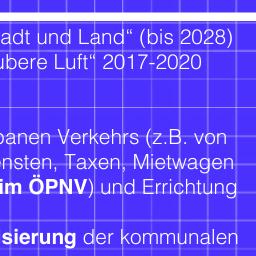 adt und Land“ (bis 2028)
ubere Luft“ 2017-2020
banen Verkehrs (z.B. von
ensten, Taxen, Mietwagen
im ÖPNV) und Errichtung
sierung der kommunalen